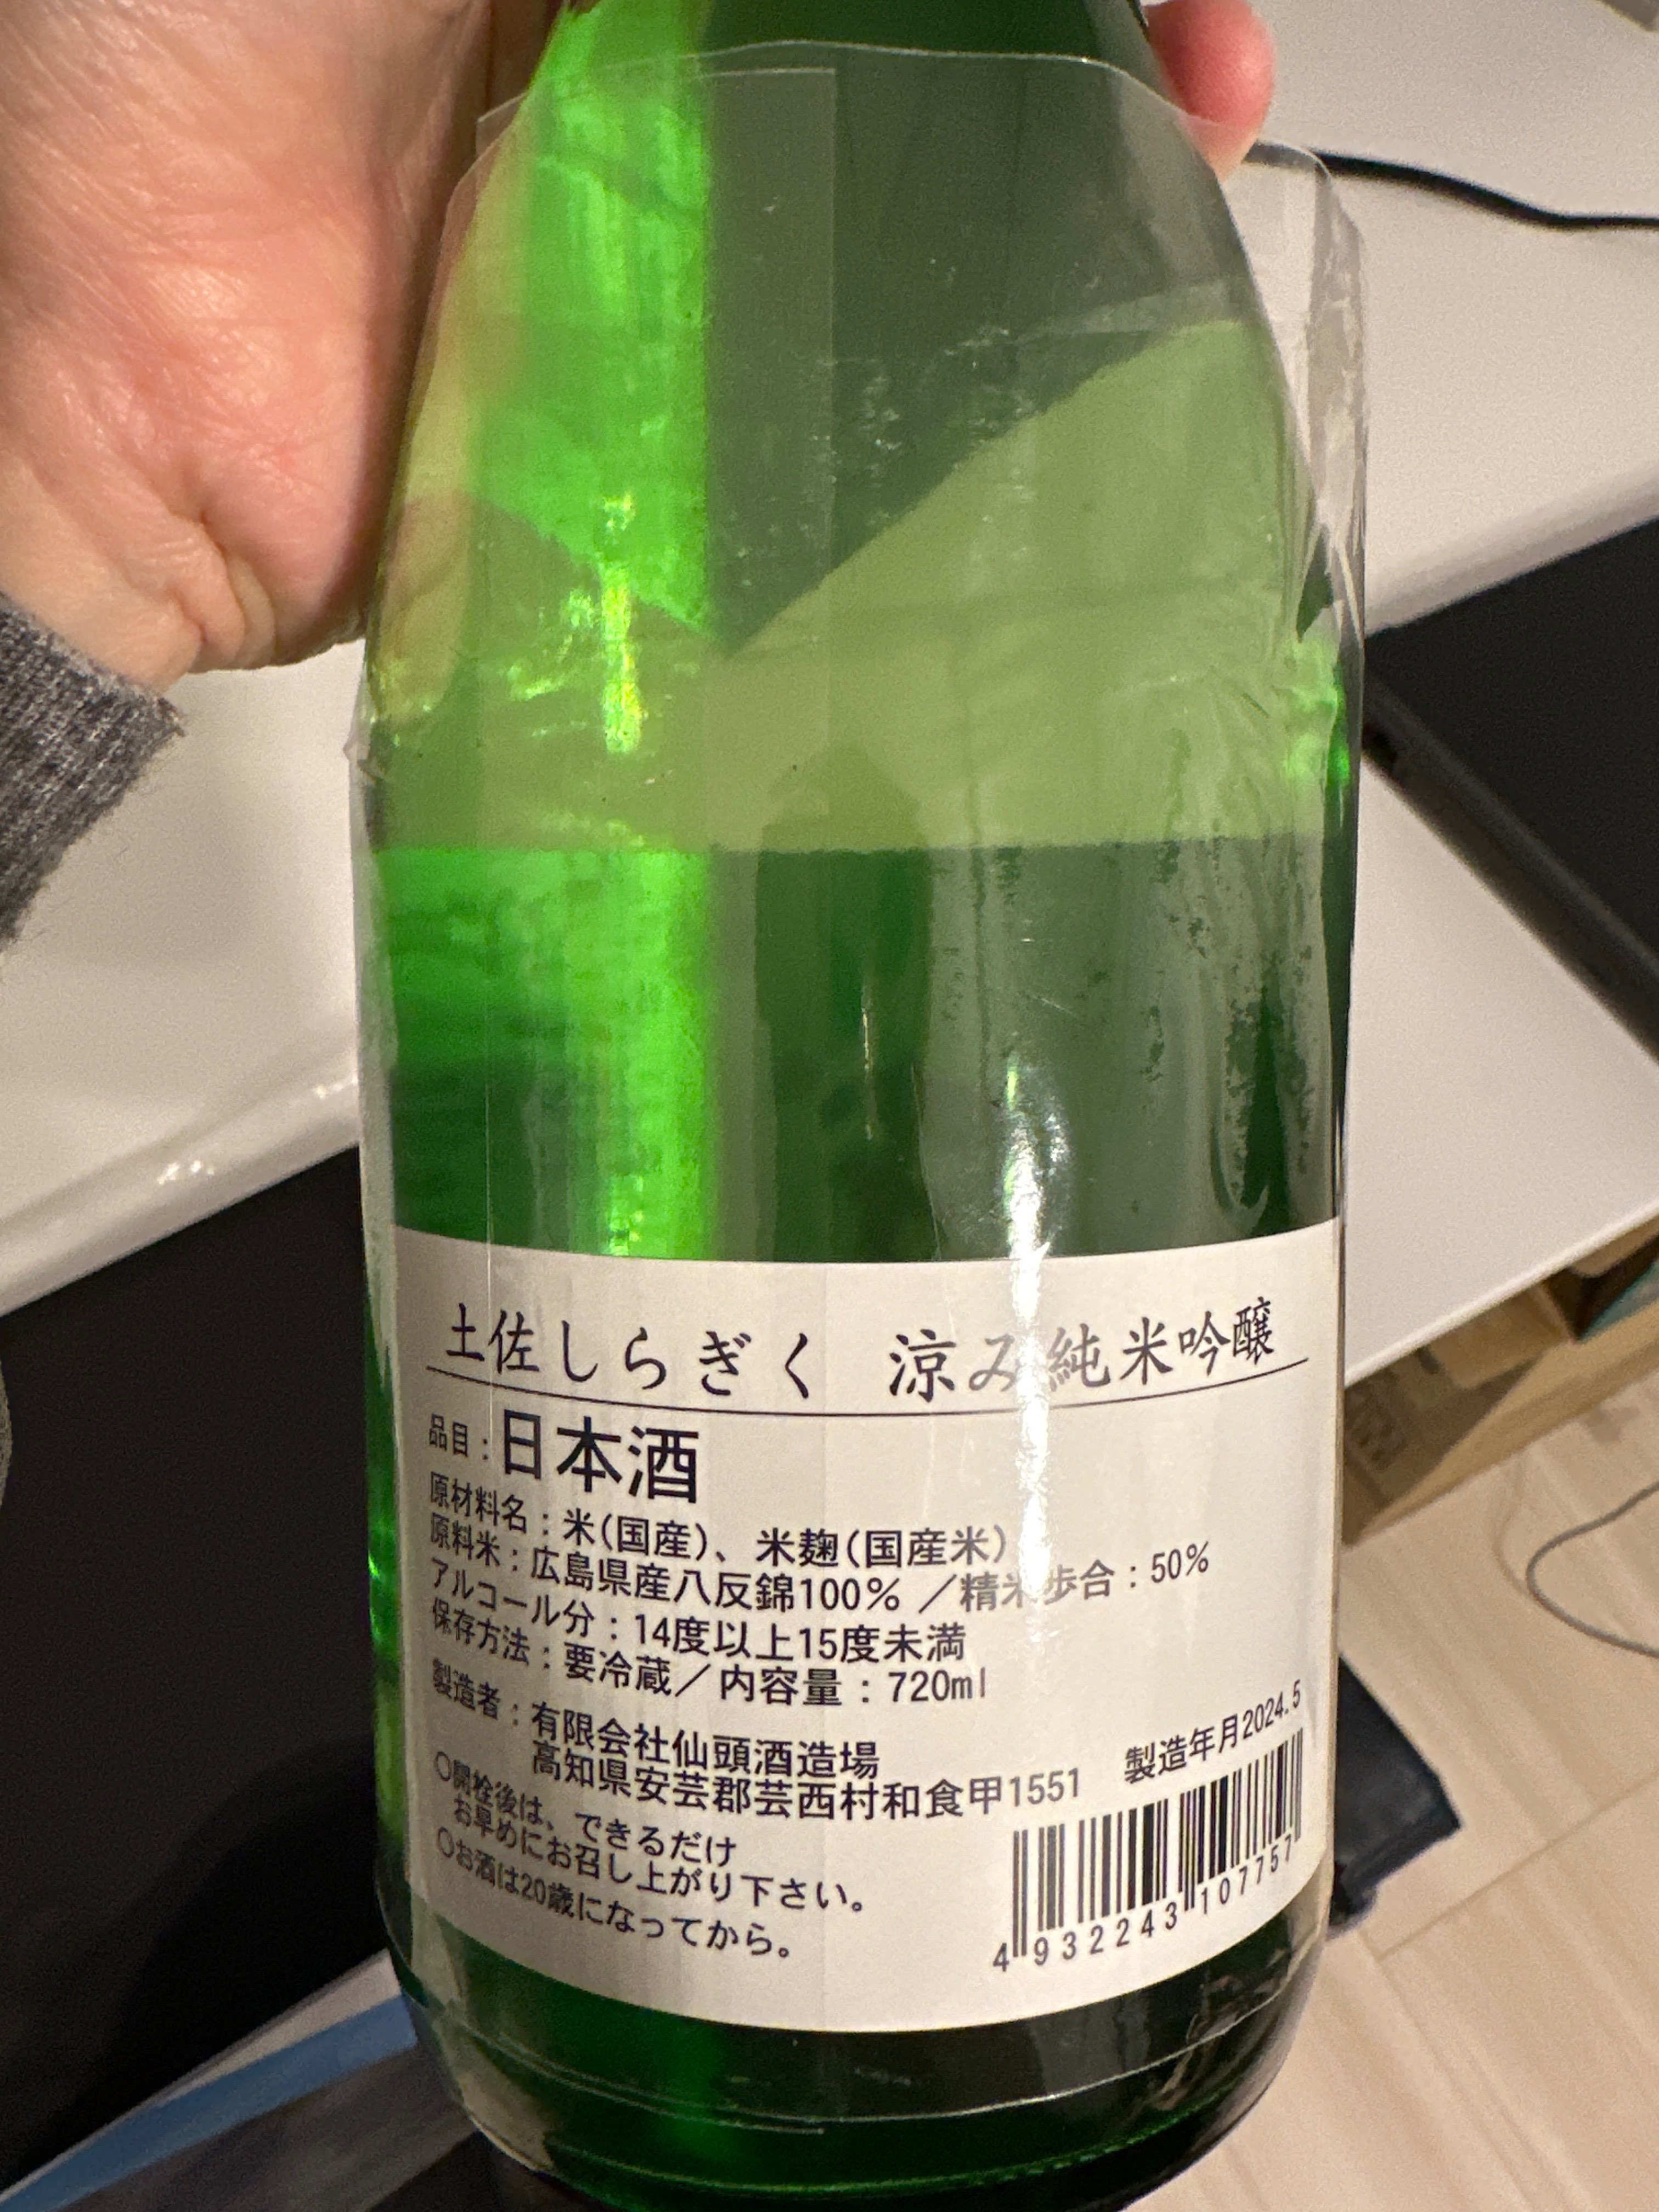 土佐しらぎく 涼み純米吟醸
品目：日本酒
原材料名：米(国産)、米麹(国産米)
原料米：広島県産八反錦100％ ／精米歩合：50％
アルコール分：14度以上15度未満
保存方法：要冷蔵／内容量：720ml
製造者：有限会社仙頭酒造場
高知県安芸郡芸西村和食甲1551
製造年月2024.5
○開栓後は、できるだけ
お早めにお召し上がり下さい。
○お酒は20歳になってから。
4932243107757